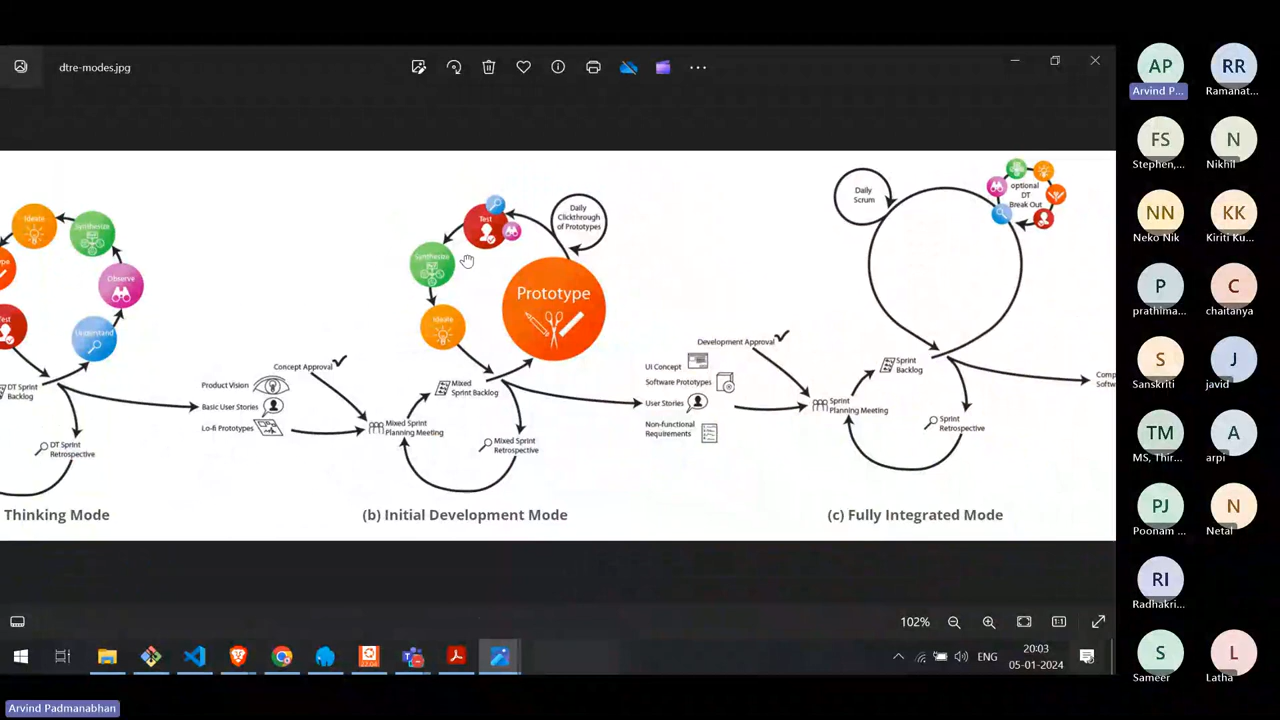 dtre-modes.jpg
Ideate
Synthesize
Observe
Understand
DT Sprint
Backlog
DT Sprint
Retrospective
Thinking Mode
Concept Approval
Product Vision
Basic User Stories
Lo-fi Prototypes
Test
Synthesize
Ideate
Daily
Clickthrough
of Prototypes
Prototype
Mixed
Sprint Backlog
Mixed Sprint
Planning Meeting
Mixed Sprint
Retrospective
(b) Initial Development Mode
Development Approval
UI Concept
Software Prototypes
User Stories
Non-functional
Requirements
Daily
Scrum
optional
DT
Break Out
Sprint
Backlog
Sprint
Planning Meeting
Sprint
Retrospective
(c) Fully Integrated Mode
102%
1:1
27.04
ENG
20:03
05-01-2024
AP
Arvind P...
RR
Ramanat...
FS
Stephen,...
N
Nikhil
NN
Neko Nik
KK
Kiriti Ku...
P
prathima...
C
chaitanya
S
Sanskriti
J
javid
TM
MS, Thir...
A
arpi
PJ
Poonam ...
N
Netal
RI
Radhakri...
S
Sameer
L
Latha
Arvind Padmanabhan